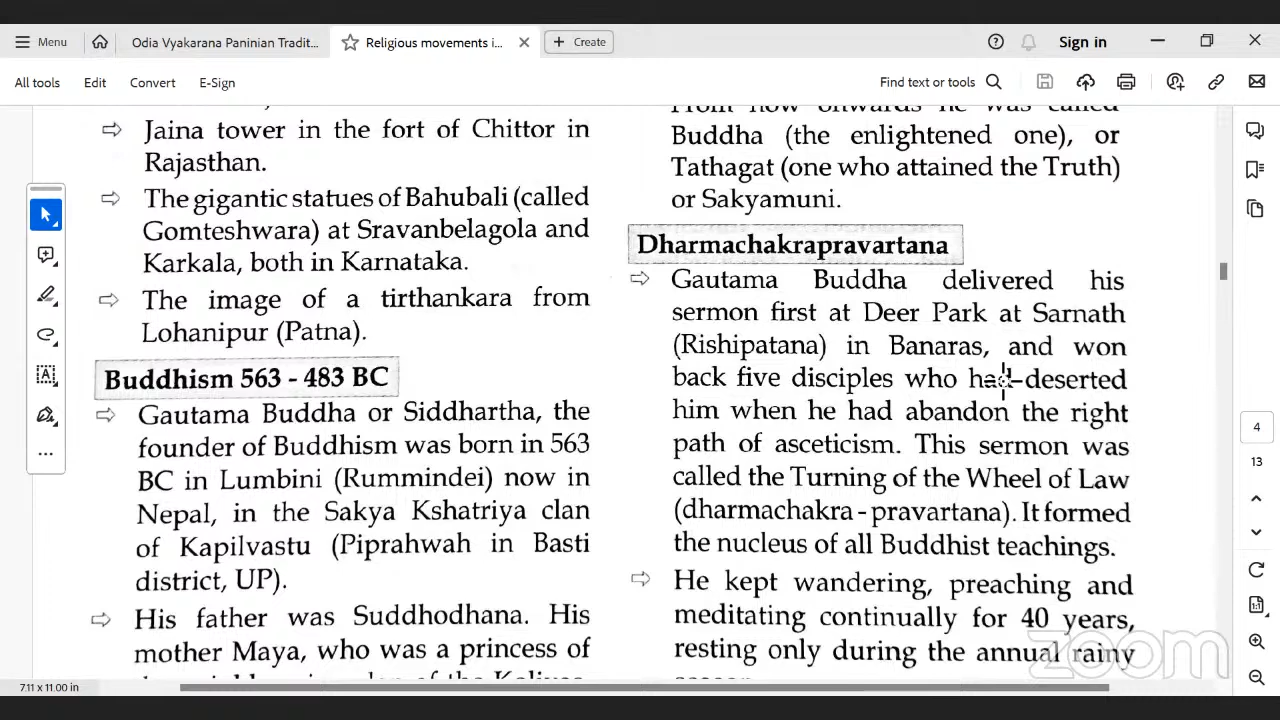 Menu
Odia Vyakarana Paninian Tradit...
Religious movements i...
Create
Sign in
All tools
Edit
Convert
E-Sign
Find text or tools
Jaina tower in the fort of Chittor in
Rajasthan.
The gigantic statues of Bahubali (called
Gomteshwara) at Sravanbelagola and
Karkala, both in Karnataka.
The image of a tirthankara from
Lohanipur (Patna).
Buddhism 563 - 483 BC
Gautama Buddha or Siddhartha, the
founder of Buddhism was born in 563
BC in Lumbini (Rummindei) now in
Nepal, in the Sakya Kshatriya clan
of Kapilvastu (Piprahwah in Basti
district, UP).
His father was Suddhodhana. His
mother Maya, who was a princess of
From now onwards he was called
Buddha (the enlightened one), or
Tathagat (one who attained the Truth)
or Sakyamuni.
Dharmachakrapravartana
Gautama Buddha delivered his
sermon first at Deer Park at Sarnath
(Rishipatana) in Banaras, and won
back five disciples who had deserted
him when he had abandon the right
path of asceticism. This sermon was
called the Turning of the Wheel of Law
(dharmachakra - pravartana). It formed
the nucleus of all Buddhist teachings.
He kept wandering, preaching and
meditating continually for 40 years,
resting only during the annual rainy
4
13
7.11 x 11.00 in
zoom